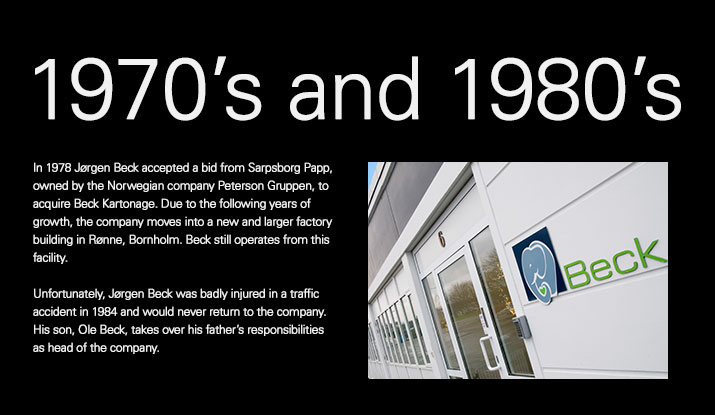 1970’s and 1980’s
In 1978 Jørgen Beck accepted a bid from Sarpsborg Papp,
owned by the Norwegian company Peterson Gruppen, to
acquire Beck Kartonage. Due to the following years of
growth, the company moves into a new and larger factory
building in Rønne, Bornholm. Beck still operates from this
facility.
Unfortunately, Jørgen Beck was badly injured in a traffic
accident in 1984 and would never return to the company.
His son, Ole Beck, takes over his father’s responsibilities
as head of the company.
6
Beck